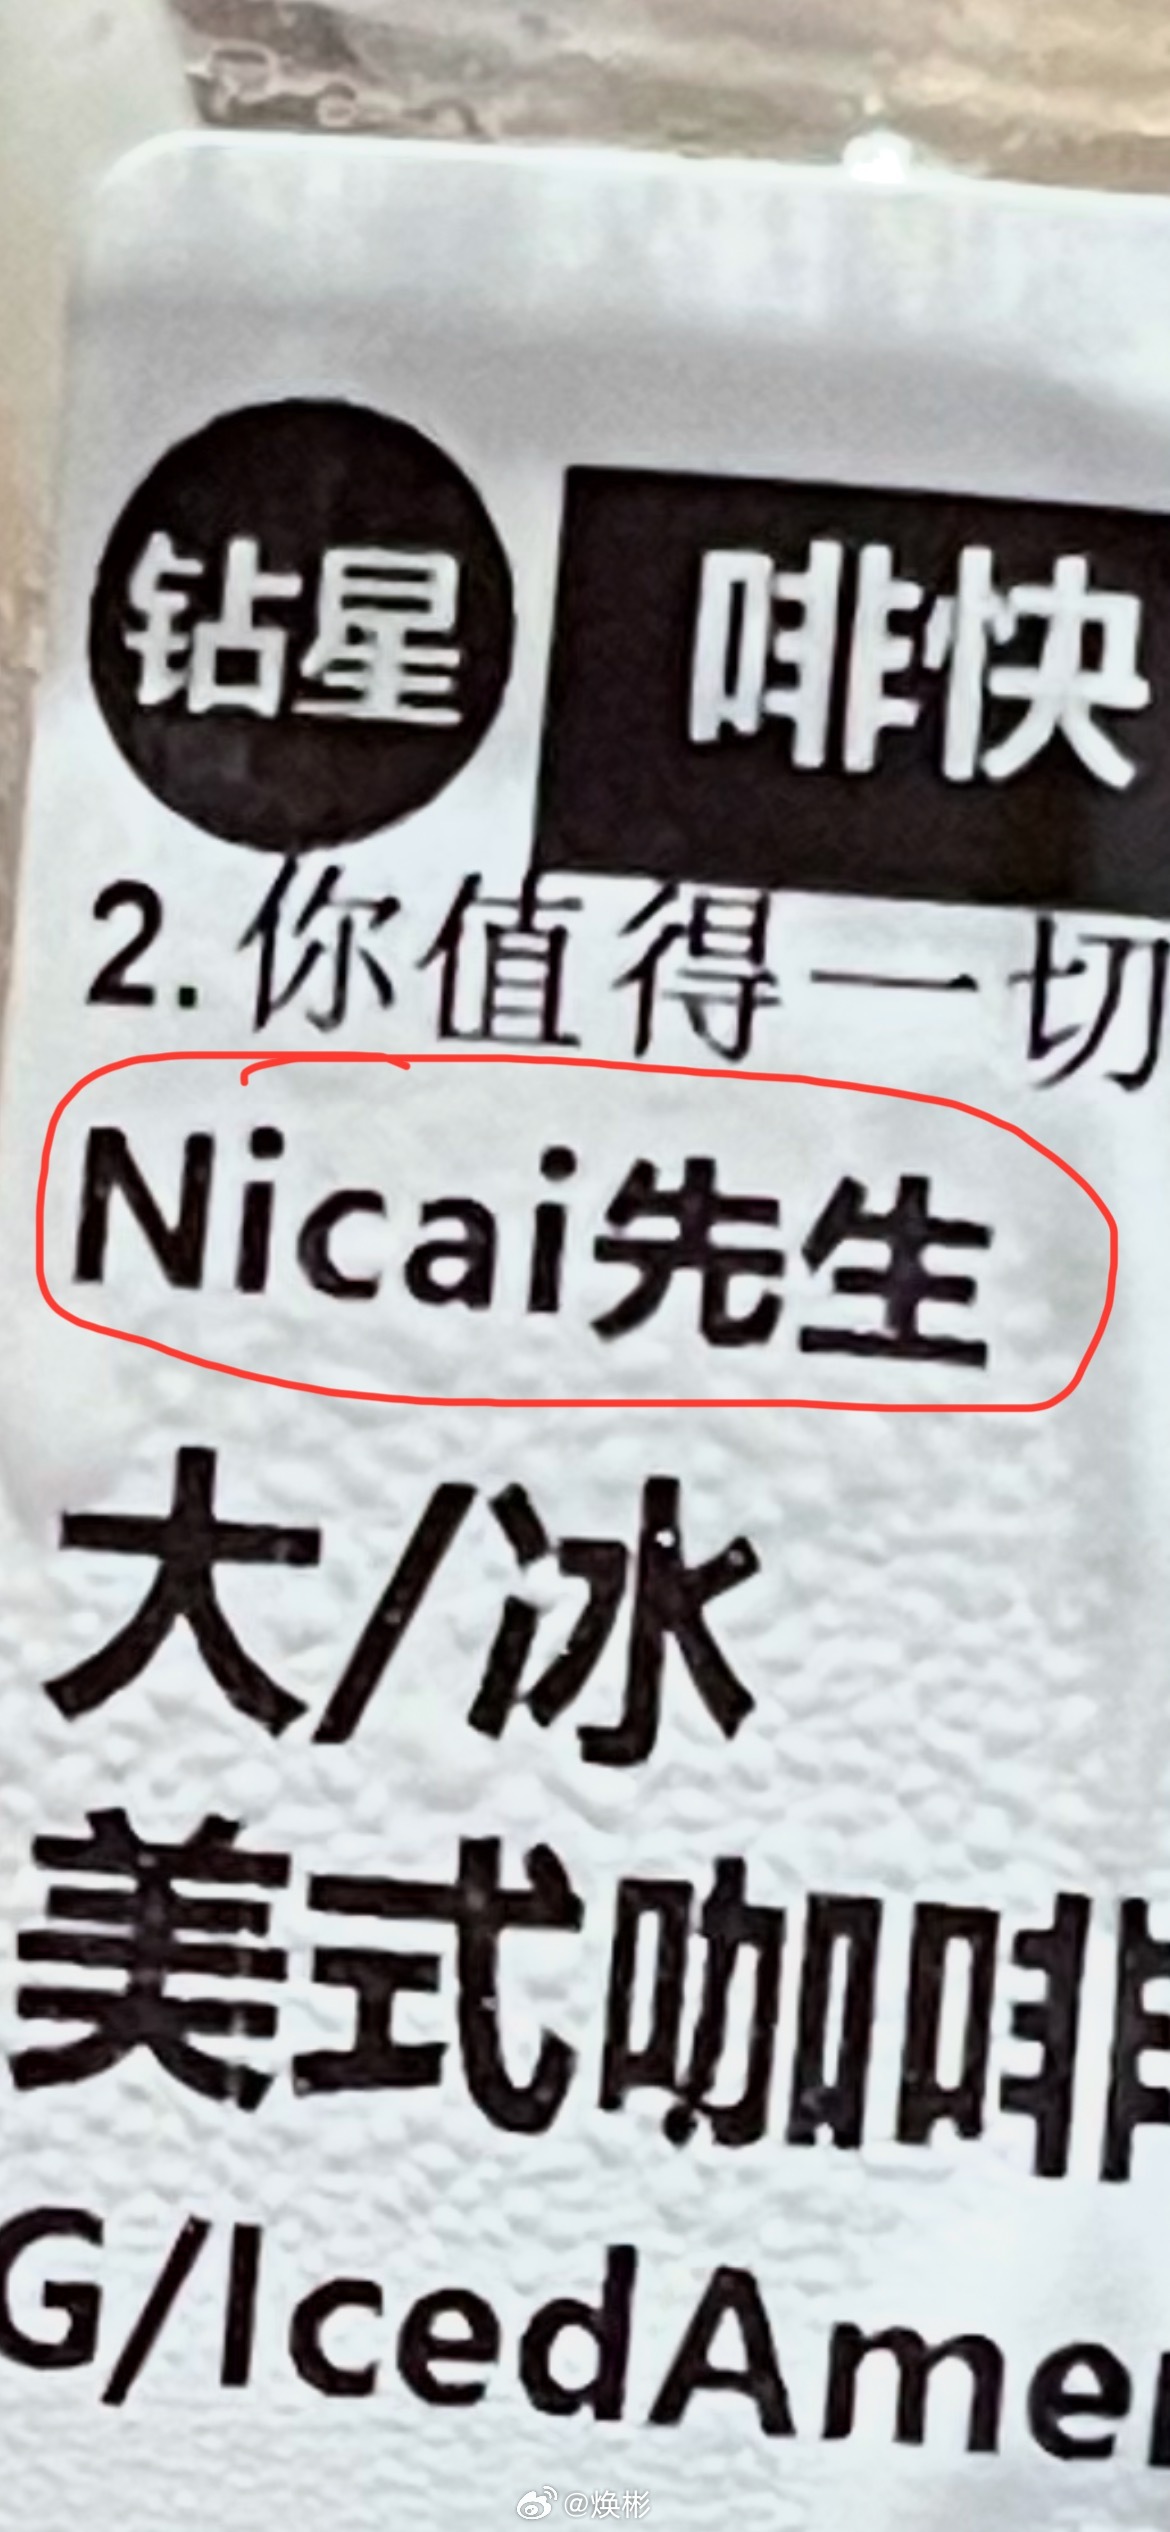 钻星
啡快
2.你值得一切
Nicai先生
大/冰
美式咖啡
G/IcedAmer
@焕彬